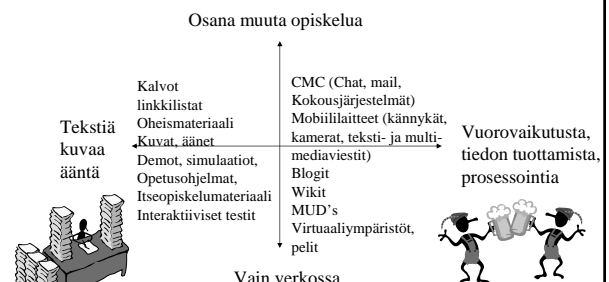 Osana muuta opiskelua
Tekstiä
kuvaa
ääntä
Kalvot
linkkilistat
Oheismateriaali
Kuvat, äänet
Demot, simulaatiot,
Opetusohjelmat,
Itseopiskelumateriaali
Interaktiiviset testit
CMC (Chat, mail,
Kokousjärjestelmät)
Mobiililaitteet (kännykät,
kamerat, teksti- ja multi-
mediaviestit)
Blogit
Wikit
MUD's
Virtuaaliympäristöt,
pelit
Vuorovaikutusta,
tiedon tuottamista,
prosessointia
Vain verkossa